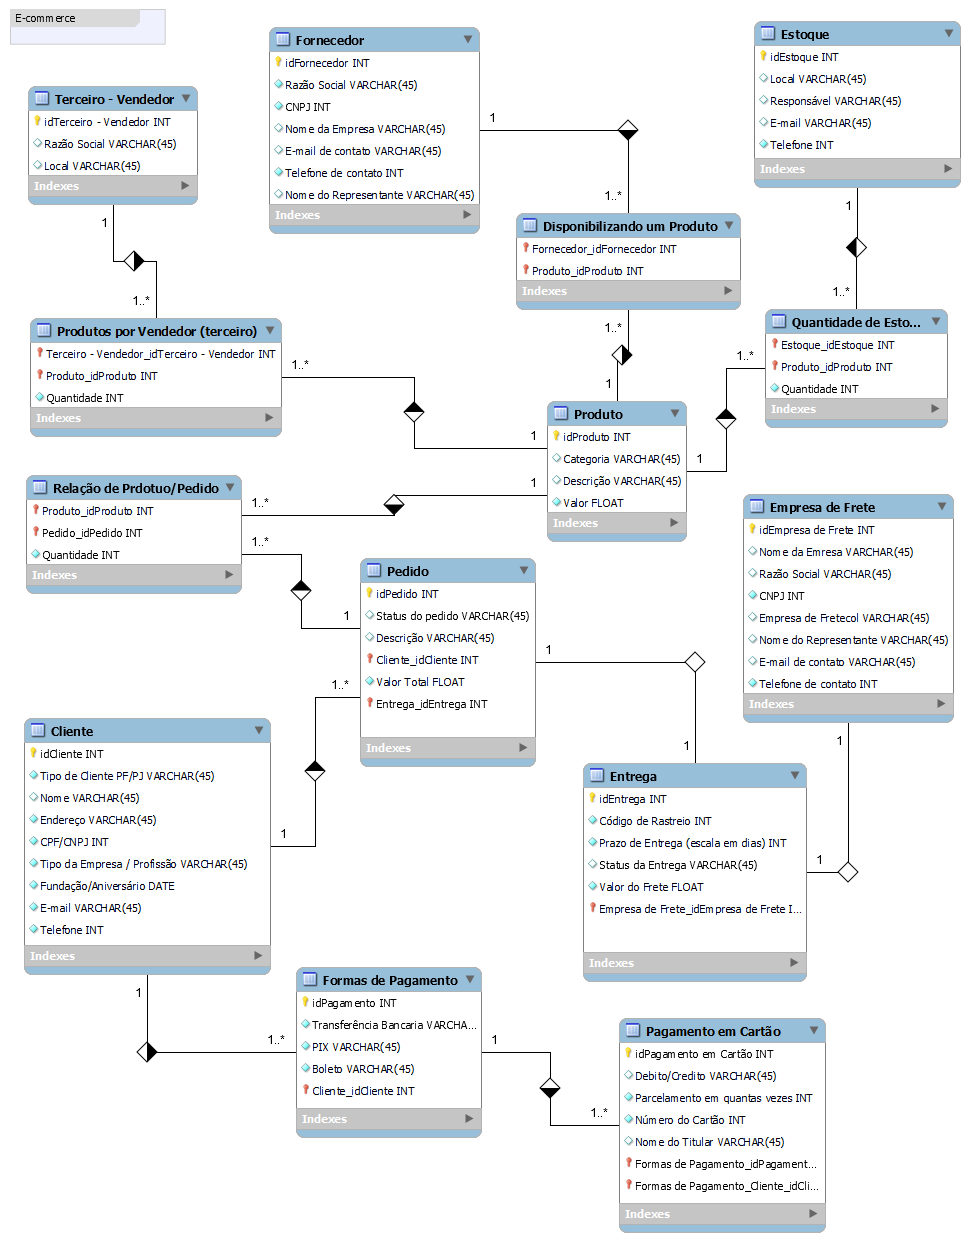 E-commerce
Fornecedor
idFornecedor INT
Razão Social VARCHAR(45)
CNPJ INT
Nome da Empresa VARCHAR(45)
E-mail de contato VARCHAR(45)
Telefone de contato INT
Nome do Representante VARCHAR(45)
Indexes
Estoque
idEstoque INT
Local VARCHAR(45)
Responsável VARCHAR(45)
E-mail VARCHAR(45)
Telefone INT
Indexes
Terceiro - Vendedor
idTerceiro - Vendedor INT
Razão Social VARCHAR(45)
Local VARCHAR(45)
Indexes
1
1..*
1
1..*
1
1..*
Disponibilizando um Produto
Fornecedor_idFornecedor INT
Produto_idProduto INT
Indexes
1..*
1
Produtos por Vendedor (terceiro)
Terceiro - Vendedor_idTerceiro - Vendedor INT
Produto_idProduto INT
Quantidade INT
Indexes
1..*
1
Quantidade de Esto...
Estoque_idEstoque INT
Produto_idProduto INT
Quantidade INT
Indexes
1..*
1
Produto
idProduto INT
Categoria VARCHAR(45)
Descrição VARCHAR(45)
Valor FLOAT
Indexes
Relação de Prdotuo/Pedido
Produto_idProduto INT
Pedido_idPedido INT
Quantidade INT
Indexes
1..*
1
1..*
1
Empresa de Frete
idEmpresa de Frete INT
Nome da Emresa VARCHAR(45)
Razão Social VARCHAR(45)
CNPJ INT
Empresa de Fretecol VARCHAR(45)
Nome do Representante VARCHAR(45)
E-mail de contato VARCHAR(45)
Telefone de contato INT
Indexes
Pedido
idPedido INT
Status do pedido VARCHAR(45)
Descrição VARCHAR(45)
Cliente_idCliente INT
Valor Total FLOAT
Entrega_idEntrega INT
Indexes
1
1
1..*
1
1
1
Cliente
idCliente INT
Tipo de Cliente PF/PJ VARCHAR(45)
Nome VARCHAR(45)
Endereço VARCHAR(45)
CPF/CNPJ INT
Tipo da Empresa / Profissão VARCHAR(45)
Fundação/Aniversário DATE
E-mail VARCHAR(45)
Telefone INT
Indexes
Entrega
idEntrega INT
Código de Rastreio INT
Prazo de Entrega (escala em dias) INT
Status da Entrega VARCHAR(45)
Valor do Frete FLOAT
Empresa de Frete_idEmpresa de Frete I...
Indexes
1
1..*
Formas de Pagamento
idPagamento INT
Transferência Bancaria VARCHA...
PIX VARCHAR(45)
Boleto VARCHAR(45)
Cliente_idCliente INT
Indexes
1
1..*
Pagamento em Cartão
idPagamento em Cartão INT
Debito/Credito VARCHAR(45)
Parcelamento em quantas vezes INT
Número do Cartão INT
Nome do Titular VARCHAR(45)
Formas de Pagamento_idPagament...
Formas de Pagamento_Cliente_idCli...
Indexes